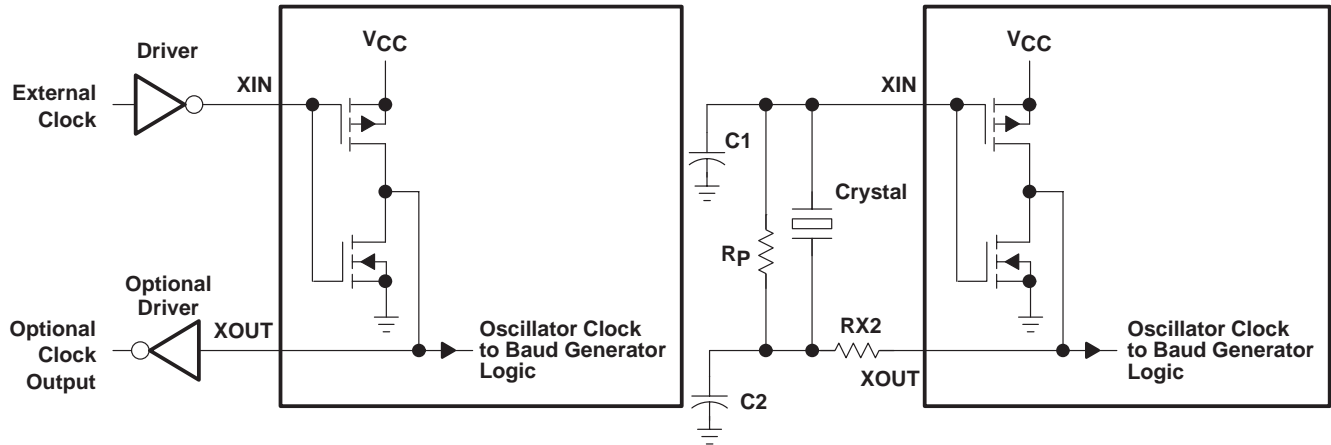 Driver
External
Clock
XIN
VCC
Optional
Driver
Optional
Clock
Output
XOUT
Oscillator Clock
to Baud Generator
Logic
VCC
XIN
C1
Crystal
RP
RX2
XOUT
C2
Oscillator Clock
to Baud Generator
Logic